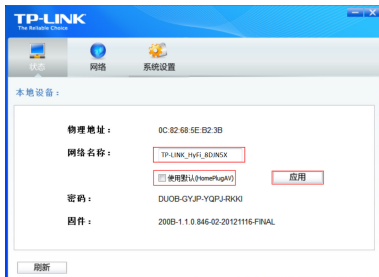 TP-LINK
The Reliable Choice
状态 网络 系统设置
本地设备：
物理地址： 0C:82:68:5E:B2:3B
网络名称： TP-LINK_HyFi_8DJN5X
使用默认(HomePlugAV) 应用
密码： DUOB-GYJP-YQPJ-RKKI
固件： 200B-1.1.0.846-02-20121116-FINAL
刷新